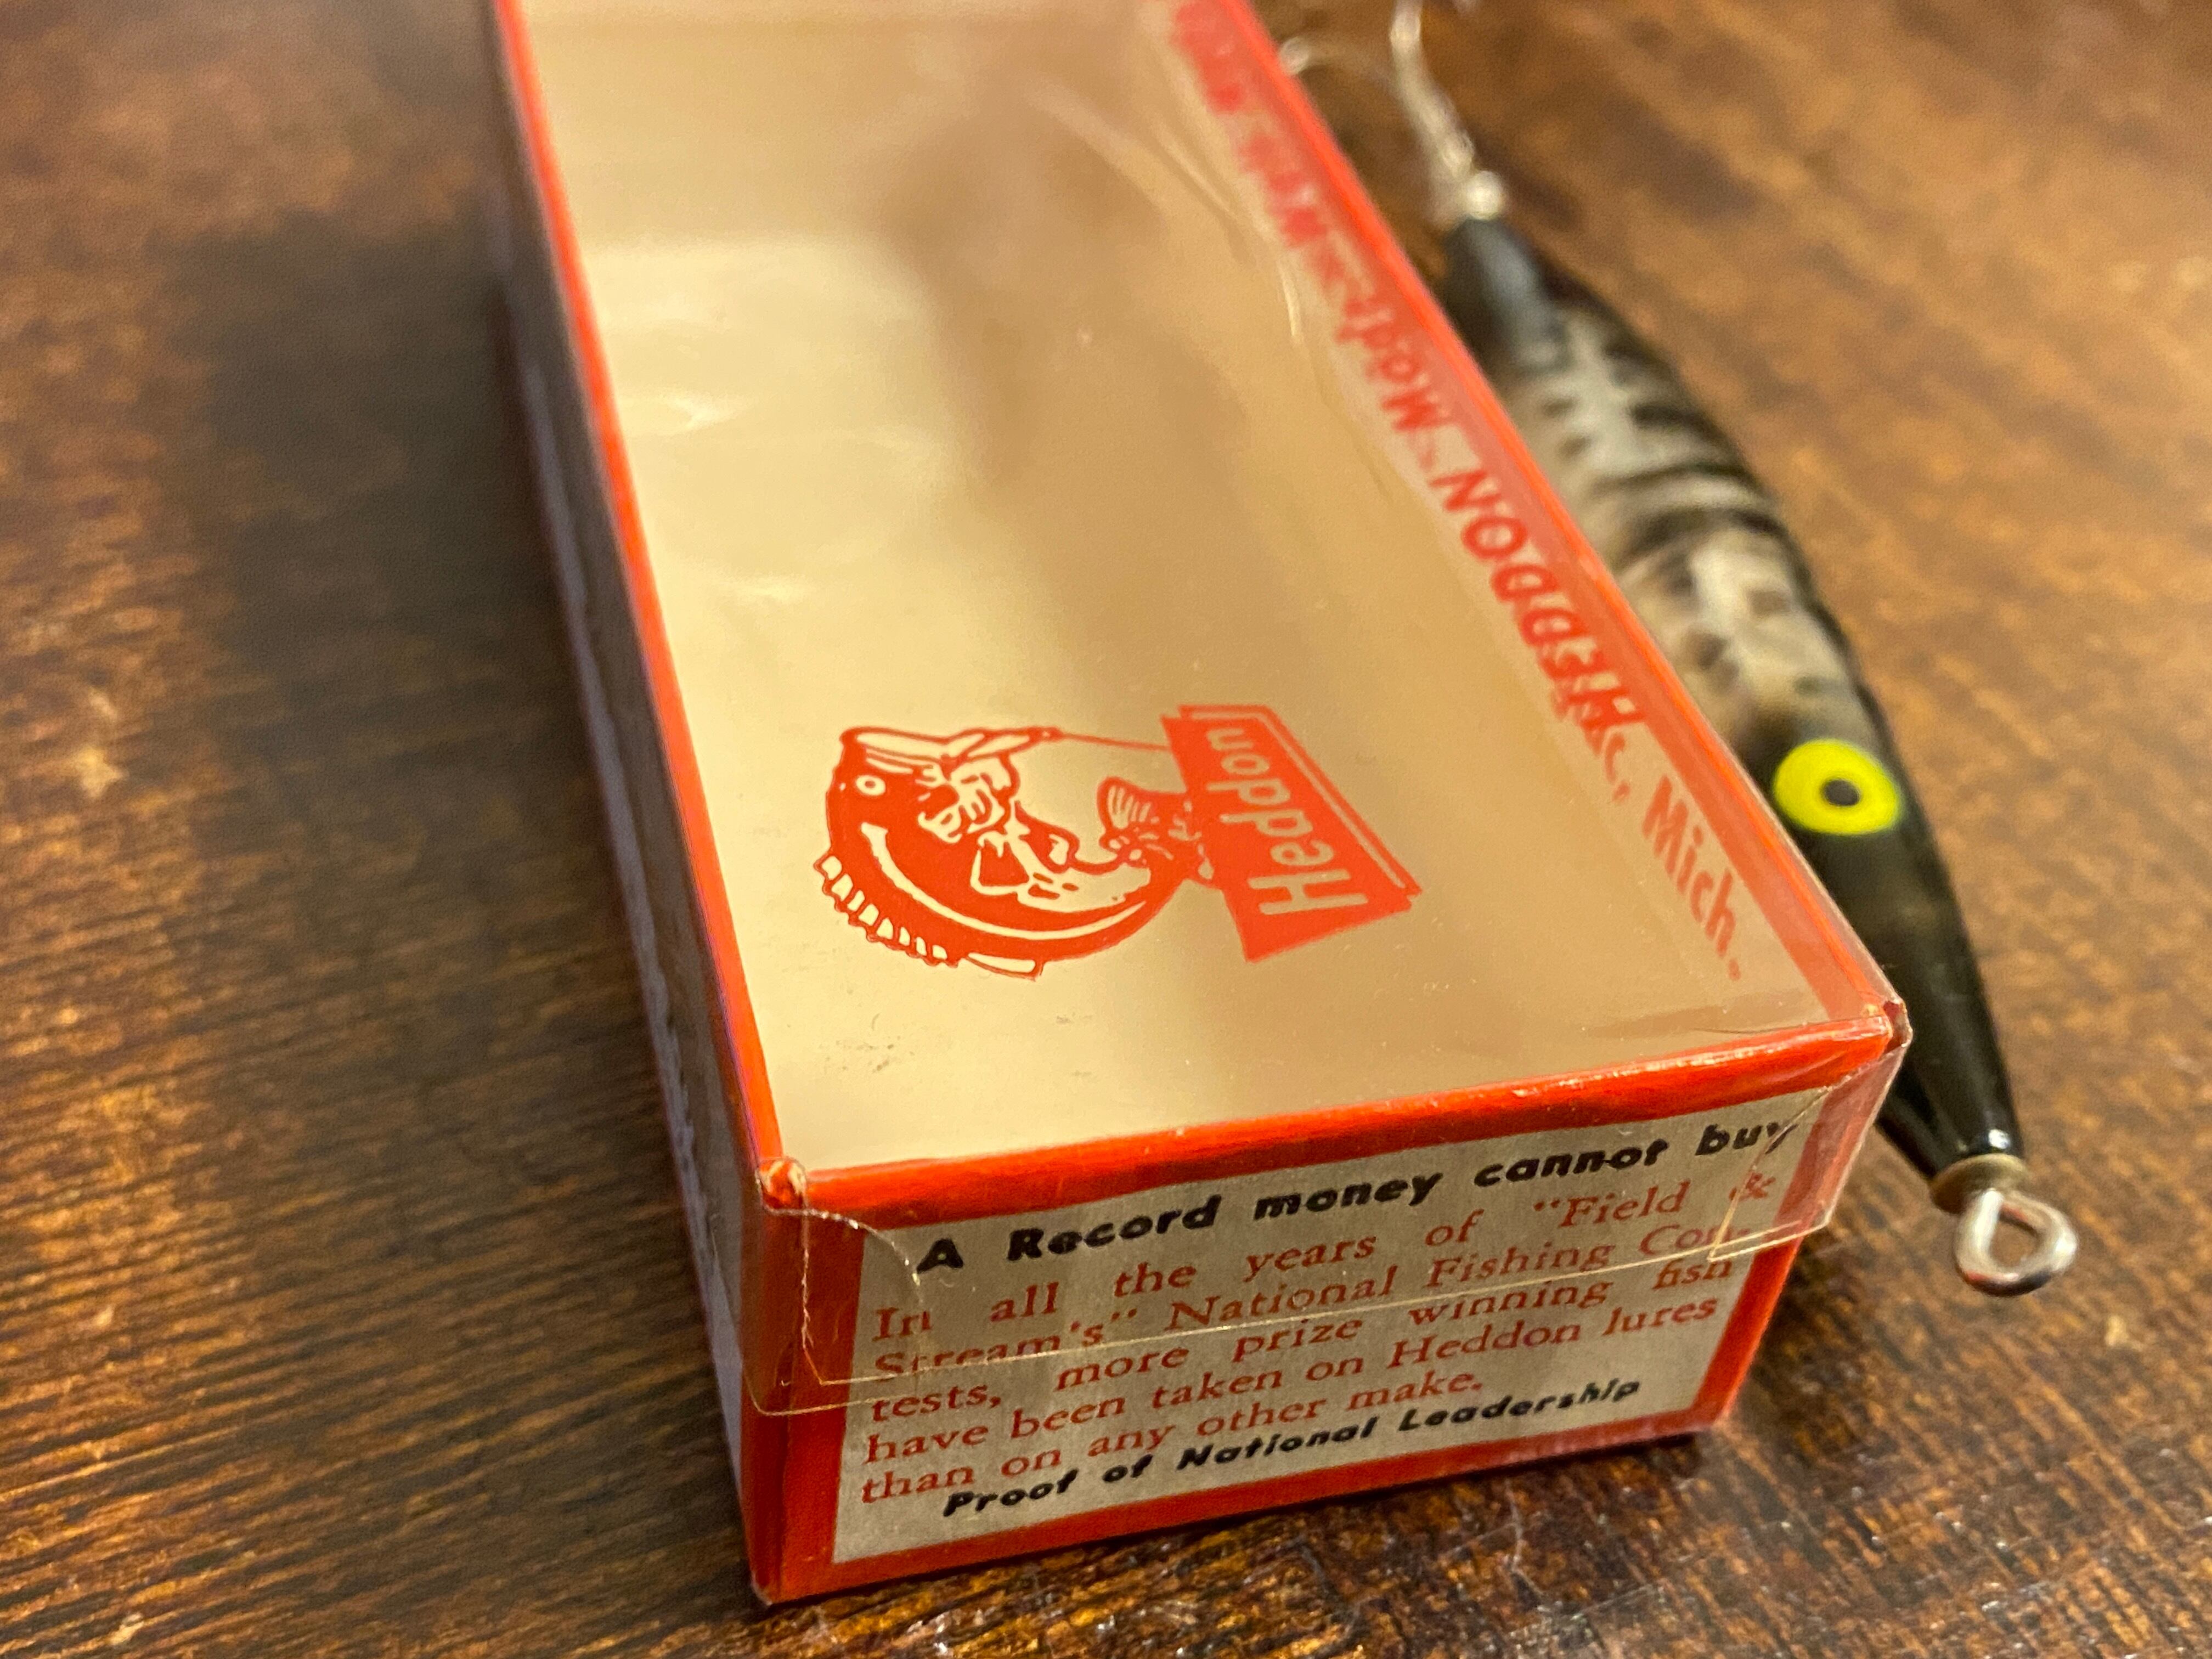 Heddon
HEDDON
Mich.
A Record money cannot buy
In all the years of "Field &
Stream's" National Fishing Con-
tests, more prize winning fish
have been taken on Heddon lures
than on any other make.
Proof of National Leadership